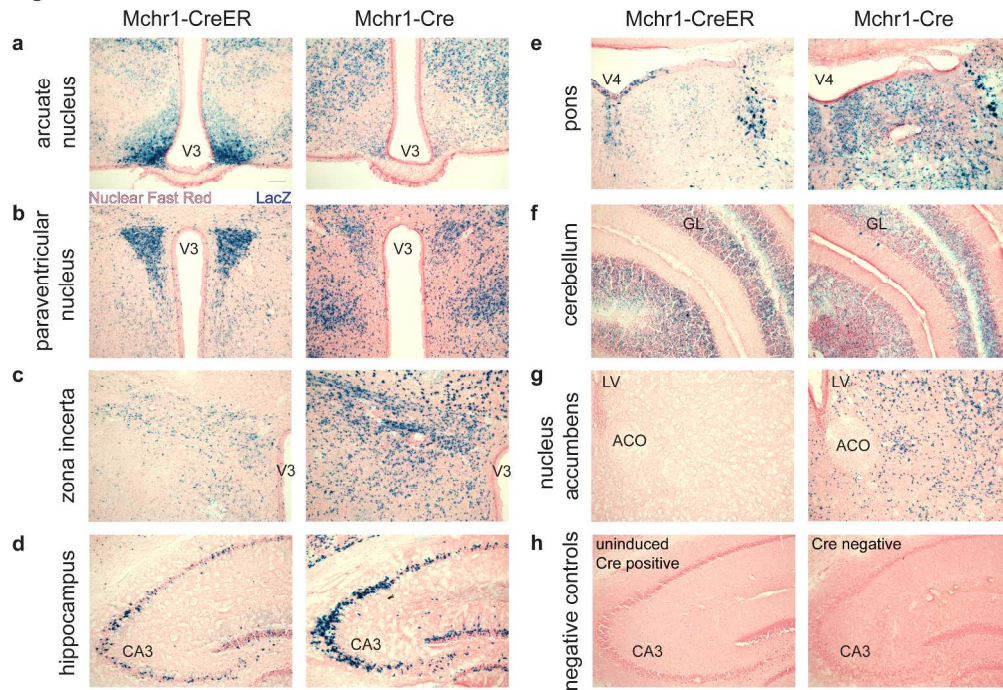 Mchr1-CreER
Mchr1-Cre
a
arcuate
nucleus
V3
V3
Nuclear Fast Red
LacZ
b
paraventricular
nucleus
V3
V3
c
zona incerta
V3
V3
d
hippocampus
CA3
CA3
Mchr1-CreER
Mchr1-Cre
e
pons
V4
V4
f
cerebellum
GL
GL
g
nucleus
accumbens
LV
ACO
LV
ACO
h
negative controls
uninduced
Cre positive
CA3
Cre negative
CA3